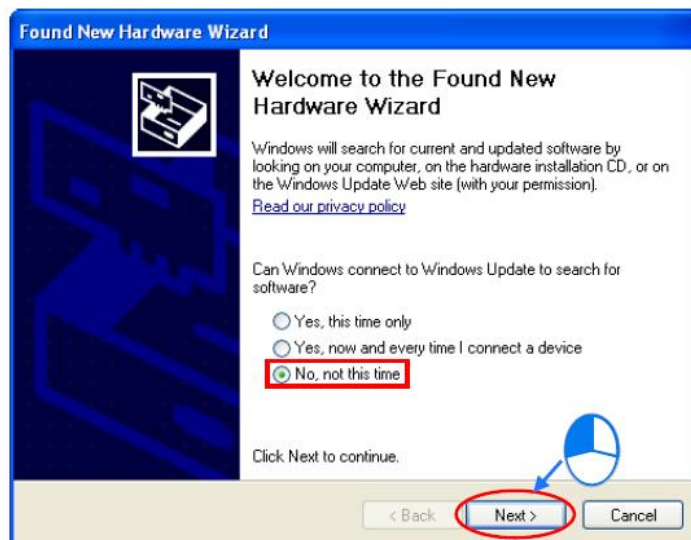 Found New Hardware Wizard
Welcome to the Found New
Hardware Wizard
Windows will search for current and updated software by
looking on your computer, on the hardware installation CD, or on
the Windows Update Web site (with your permission).
Read our privacy policy
Can Windows connect to Windows Update to search for
software?
Yes, this time only
Yes, now and every time I connect a device
No, not this time
Click Next to continue.
< Back Next > Cancel